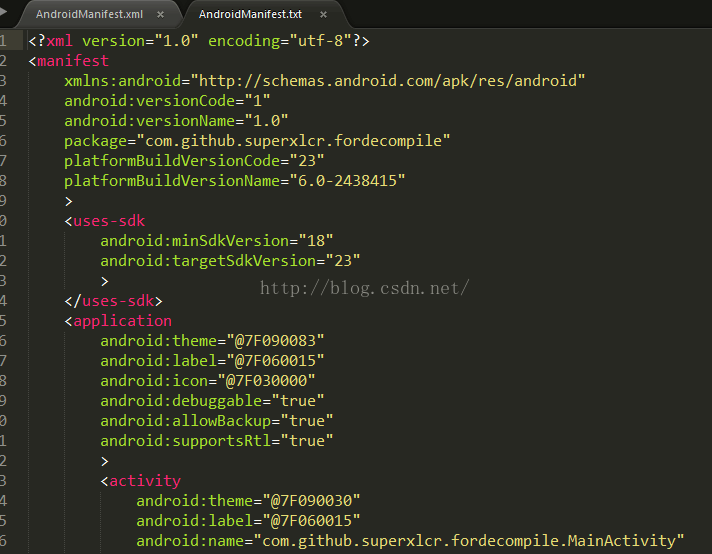 AndroidManifest.xml × AndroidManifest.txt ×
1 <?xml version="1.0" encoding="utf-8"?>
2 <manifest
3 xmlns:android="http://schemas.android.com/apk/res/android"
4 android:versionCode="1"
5 android:versionName="1.0"
6 package="com.github.superxlcr.fordecompile"
7 platformBuildVersionCode="23"
8 platformBuildVersionName="6.0-2438415"
9 >
0 <uses-sdk
1 android:minSdkVersion="18"
2 android:targetSdkVersion="23"
3 >
http://blog.csdn.net/
4 </uses-sdk>
5 <application
6 android:theme="@7F090083"
7 android:label="@7F060015"
8 android:icon="@7F030000"
9 android:debuggable="true"
0 android:allowBackup="true"
1 android:supportsRtl="true"
2 >
3 <activity
4 android:theme="@7F090030"
5 android:label="@7F060015"
6 android:name="com.github.superxlcr.fordecompile.MainActivity"